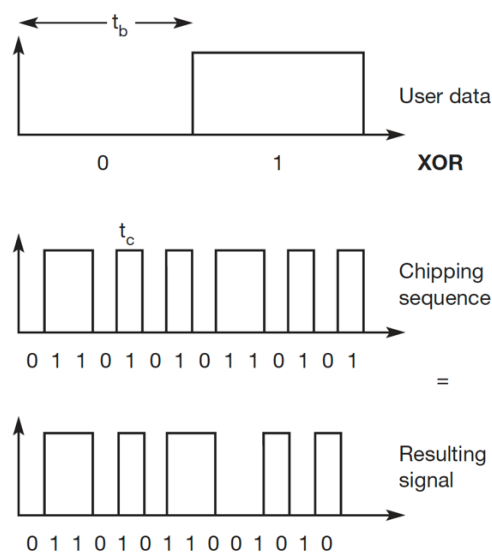 t_b
User data
0 1 XOR
t_c
Chipping
sequence
0 1 1 0 1 0 1 0 1 1 0 1 0 1
=
Resulting
signal
0 1 1 0 1 0 1 1 0 0 1 0 1 0